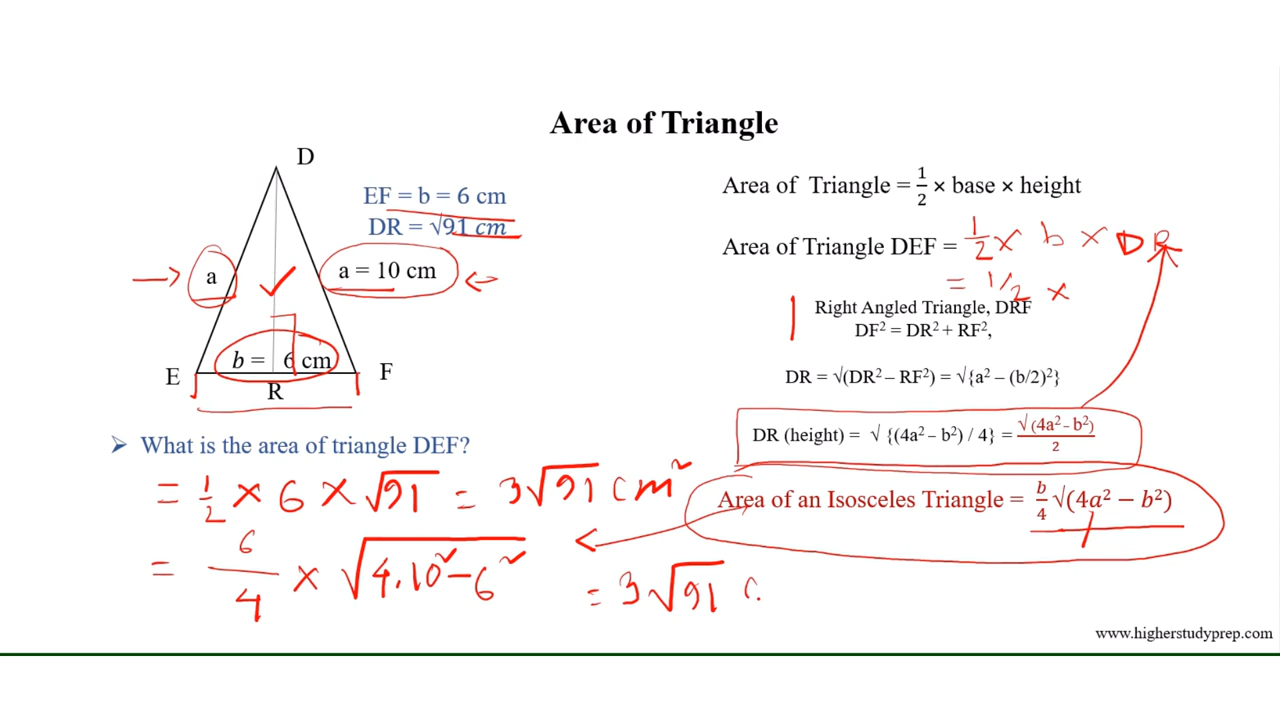 Area of Triangle
D
EF = b = 6 cm
DR = √91 cm
a
a = 10 cm
b = 6 cm
E
F
R
➤ What is the area of triangle DEF?
= 1/2 × 6 × √91 = 3√91 cm²
= 6/4 × √4.10² − 6² = 3√91 c
Area of Triangle = 1/2 × base × height
Area of Triangle DEF = 1/2 × b × DR
= 1/2 ×
Right Angled Triangle, DRF
DF² = DR² + RF²,
DR = √(DR² – RF²) = √{a² – (b/2)²}
DR (height) = √ {(4a² – b²) / 4} = √(4a² – b²)/2
Area of an Isosceles Triangle = b/4 √(4a² − b²)
www.higherstudyprep.com